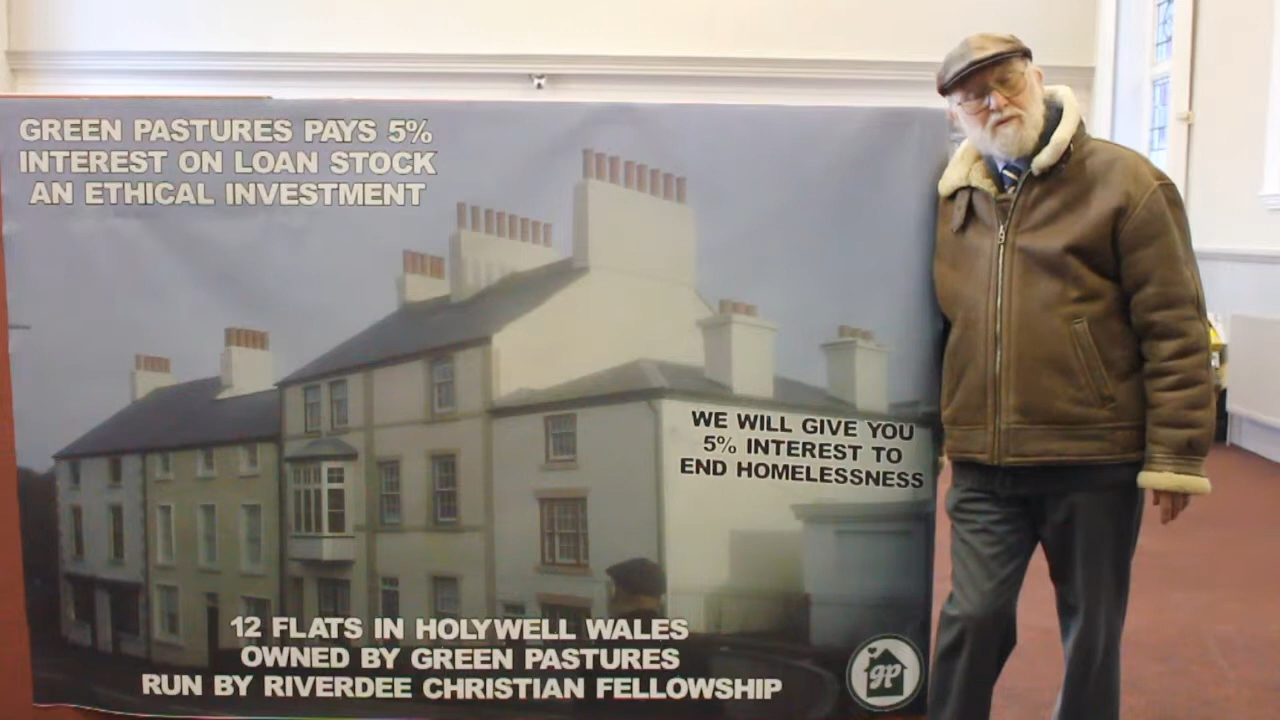 GREEN PASTURES PAYS 5%
INTEREST ON LOAN STOCK
AN ETHICAL INVESTMENT
WE WILL GIVE YOU
5% INTEREST TO
END HOMELESSNESS
12 FLATS IN HOLYWELL WALES
OWNED BY GREEN PASTURES
RUN BY RIVERDEE CHRISTIAN FELLOWSHIP
gp